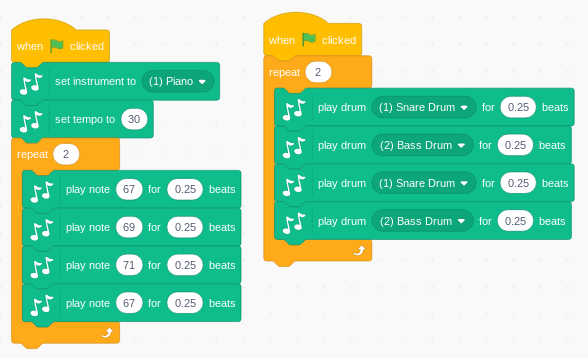 when clicked
set instrument to (1) Piano
set tempo to 30
repeat 2
play note 67 for 0.25 beats
play note 69 for 0.25 beats
play note 71 for 0.25 beats
play note 67 for 0.25 beats
when clicked
repeat 2
play drum (1) Snare Drum for 0.25 beats
play drum (2) Bass Drum for 0.25 beats
play drum (1) Snare Drum for 0.25 beats
play drum (2) Bass Drum for 0.25 beats